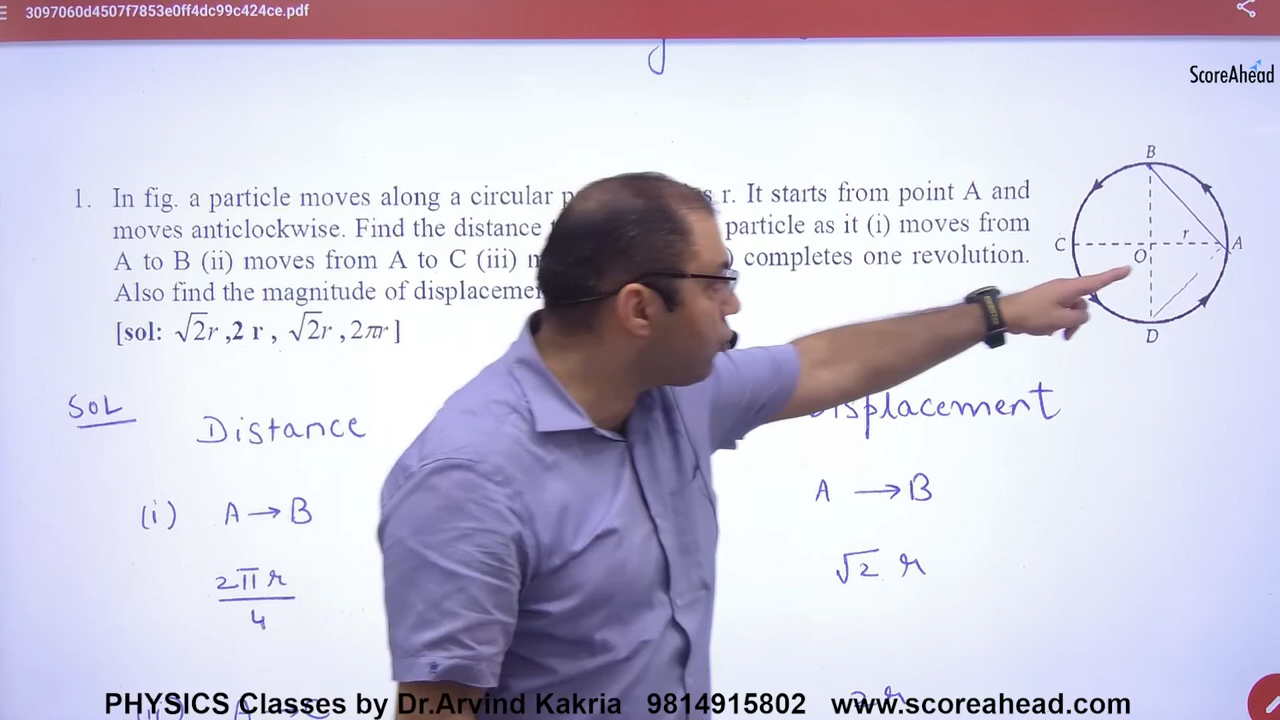 3097060d4507f7853e0ff4dc99c424ce.pdf
ScoreAhead
1. In fig. a particle moves along a circular r. It starts from point A and
moves anticlockwise. Find the distance particle as it (i) moves from
A to B (ii) moves from A to C (iii) completes one revolution.
Also find the magnitude of
[sol: √2r ,2 r , √2r , 2πr ]
B
C
r
A
O
D
SOL
Distance
Displacement
(i) A → B
A → B
2πr/4
√2 r
2 r
PHYSICS Classes by Dr.Arvind Kakria 9814915802 www.scoreahead.com